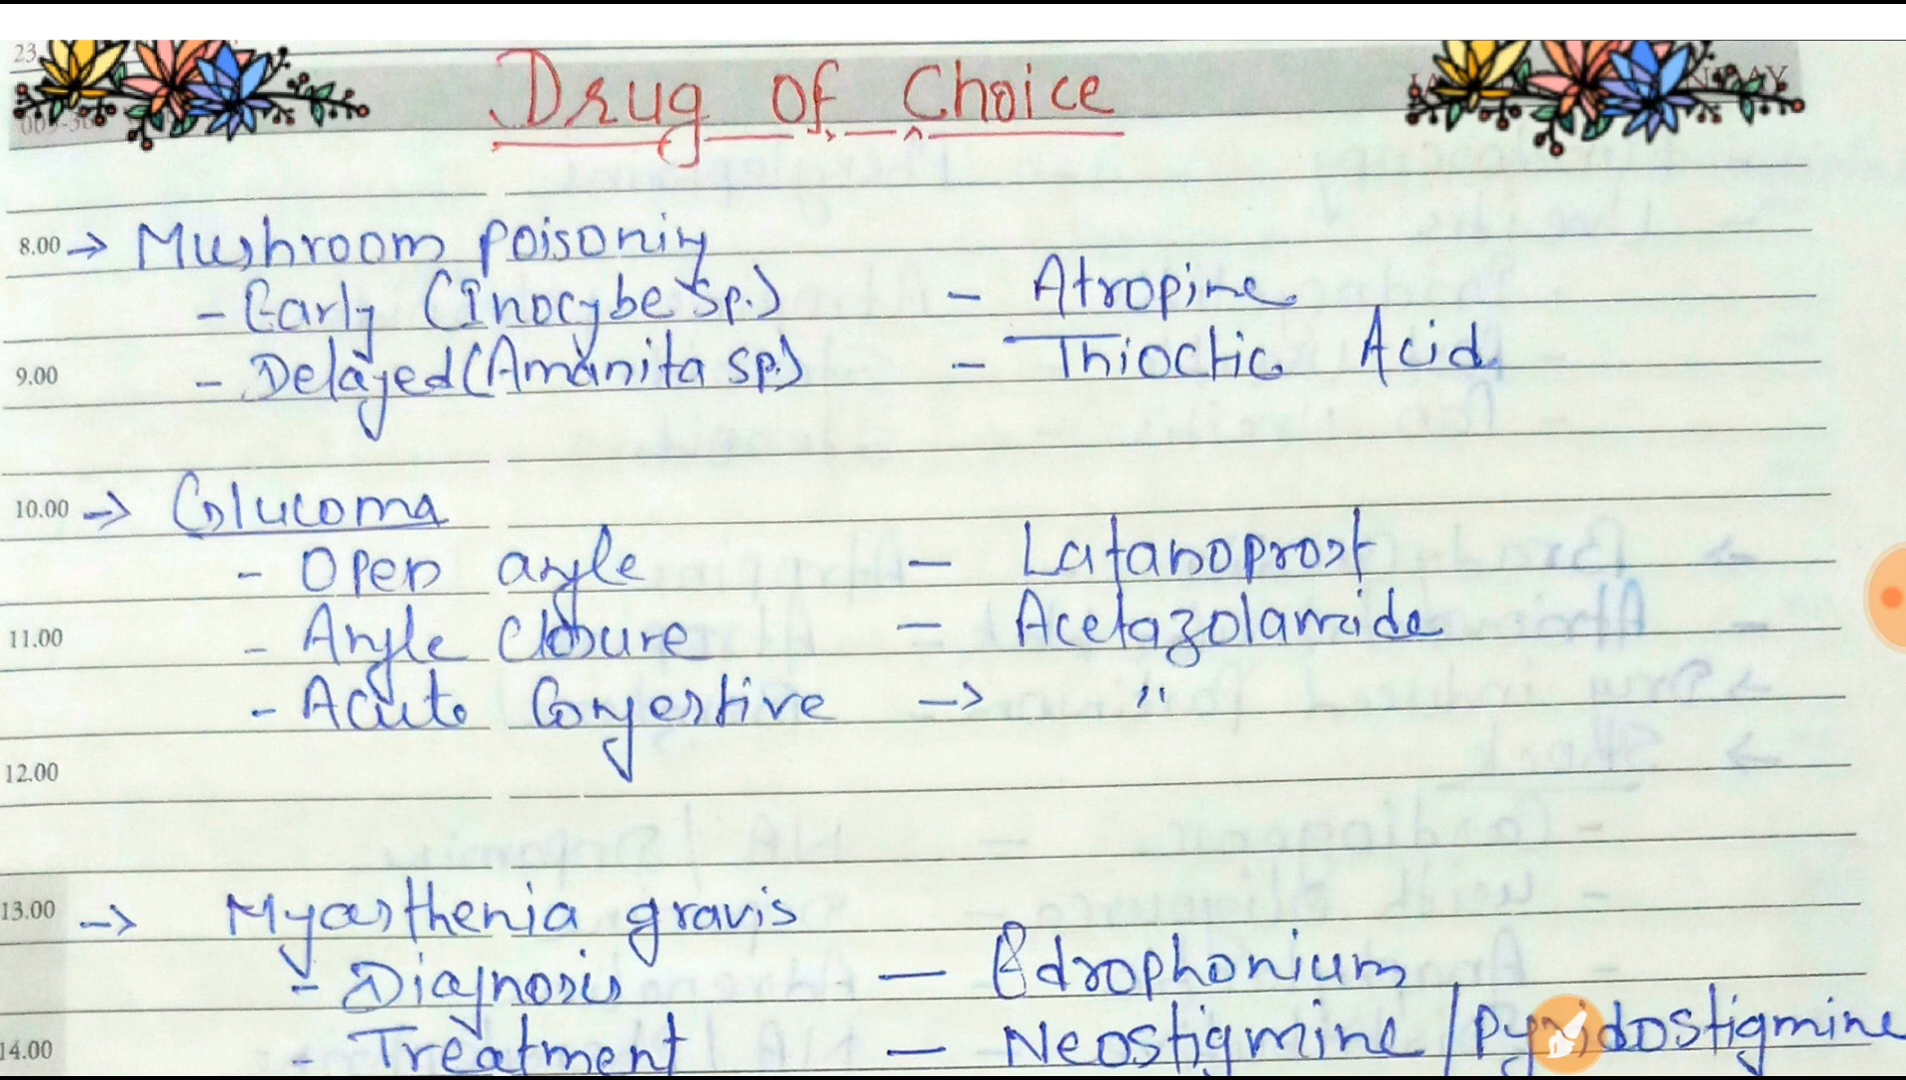 23
Drug of Choice
8.00 → Mushroom poisoning
- Early (Inocybe sp.) - Atropine
9.00 - Delayed (Amanita sp.) - Thioctic Acid
10.00 → Glucoma
- Open angle - Latanoprost
11.00 - Angle closure - Acetazolamide
- Acute Congestive → "
12.00
13.00 → Myasthenia gravis
- Diagnosis - Edrophonium
14.00 - Treatment - Neostigmine / Pyridostigmine